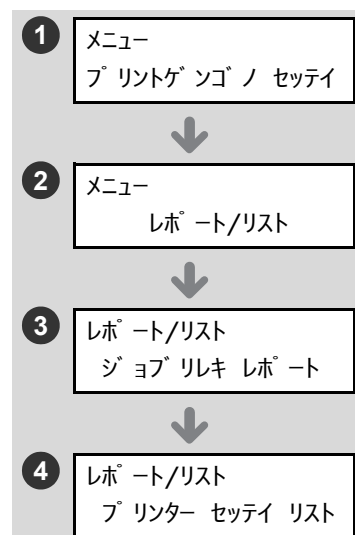 1
メニュー
プリントゲンゴノ セッテイ
2
メニュー
レポート/リスト
3
レポート/リスト
ジョブリレキ レポート
4
レポート/リスト
プリンター セッテイ リスト